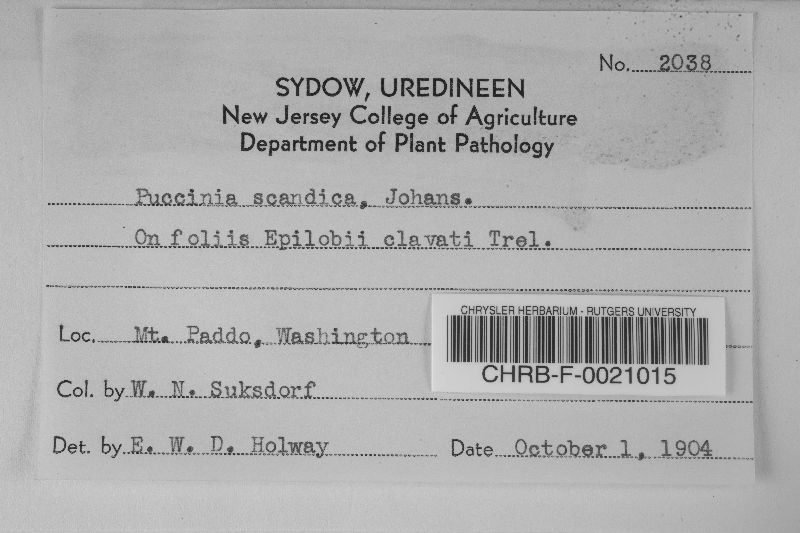 No. 2038
SYDOW, UREDINEEN
New Jersey College of Agriculture
Department of Plant Pathology
Puccinia scandica, Johans.
On foliis Epilobii clavati Trel.
Loc. Mt. Paddo, Washington
CHRYSLER HERBARIUM - RUTGERS UNIVERSITY
CHRB-F-0021015
Col. by W. N. Suksdorf
Det. by E. W. D. Holway Date October 1, 1904